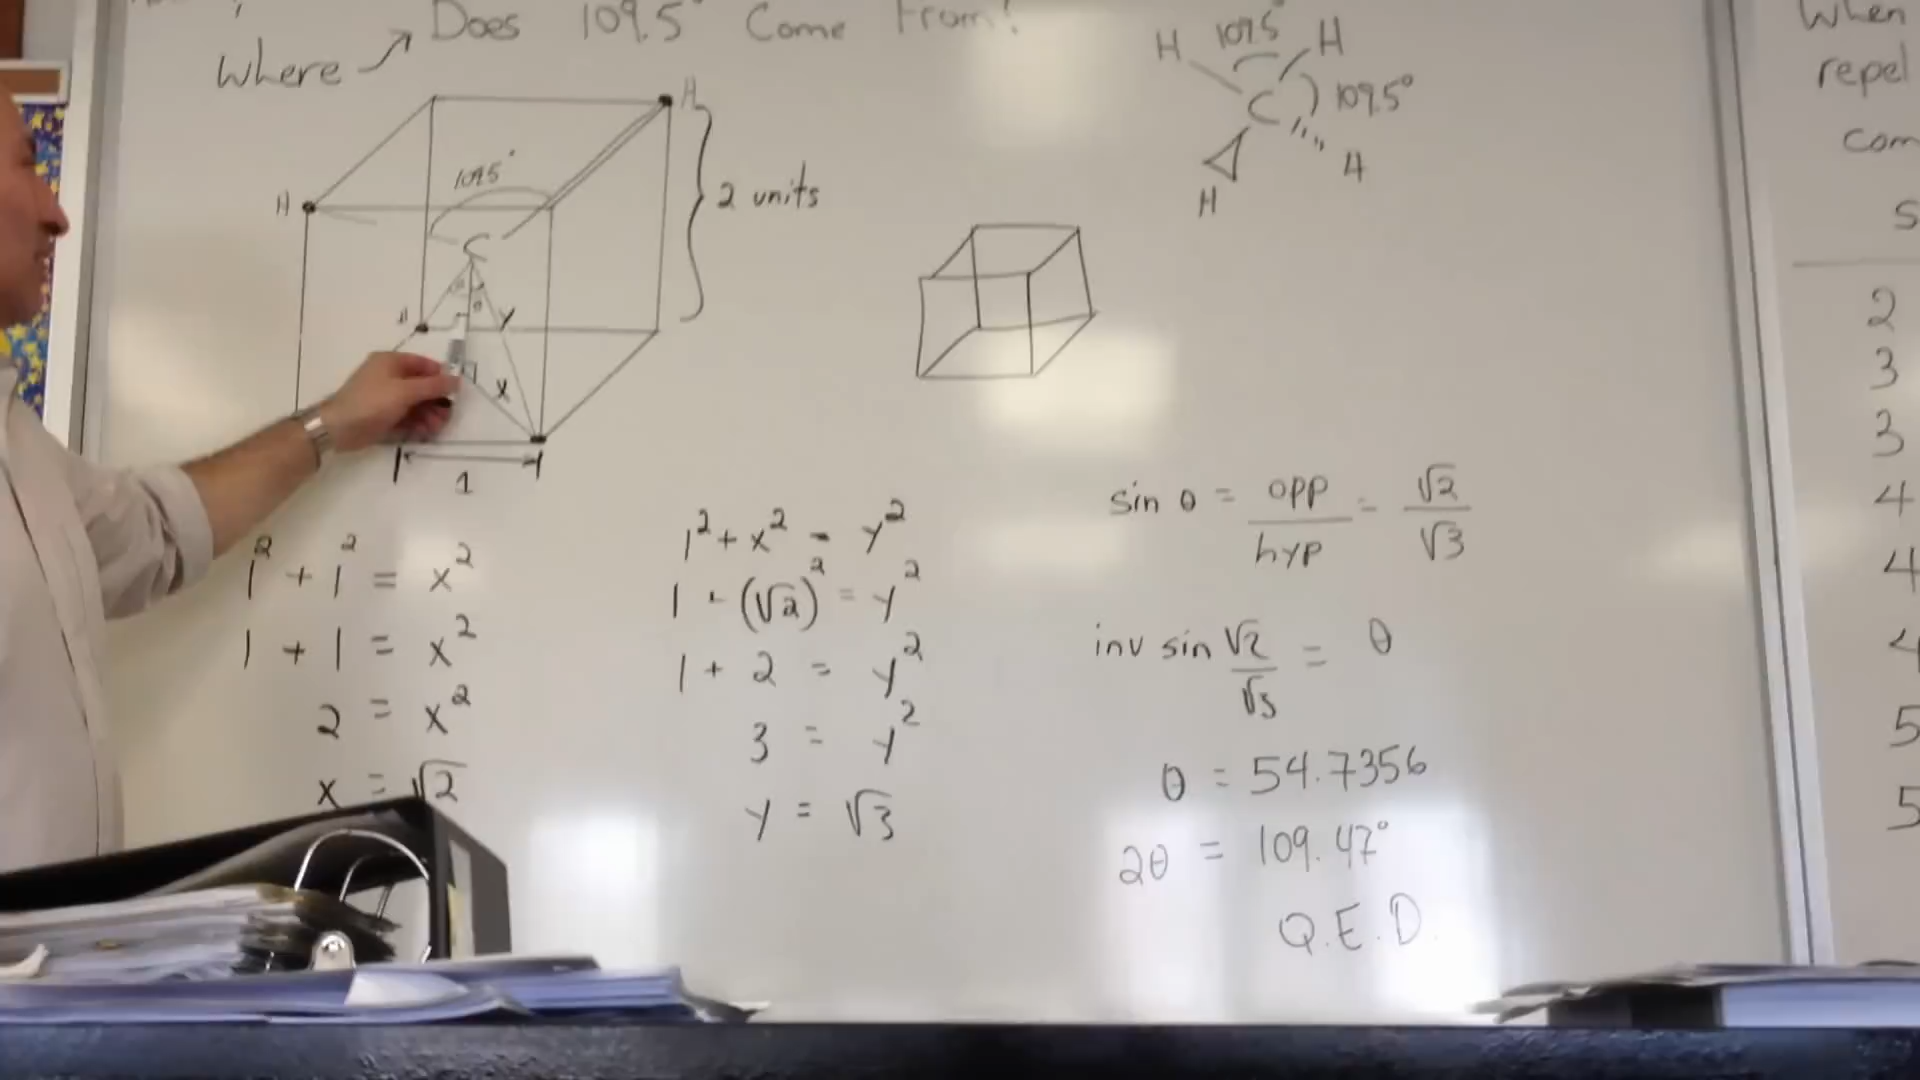 Where → Does 109.5° Come From?
H
109.5°
H
C
θ θ
H
y
x
2 units
1
H 109.5° H
C 109.5°
H
H
1² + 1² = x²
1 + 1 = x²
2 = x²
x = √2
1² + x² = y²
1 + (√2)² = y²
1 + 2 = y²
3 = y²
y = √3
sin θ = opp/hyp = √2/√3
inv sin √2/√3 = θ
θ = 54.7356
2θ = 109.47°
Q.E.D.
When
repel
com
S
2
3
3
4
4
4
5
5